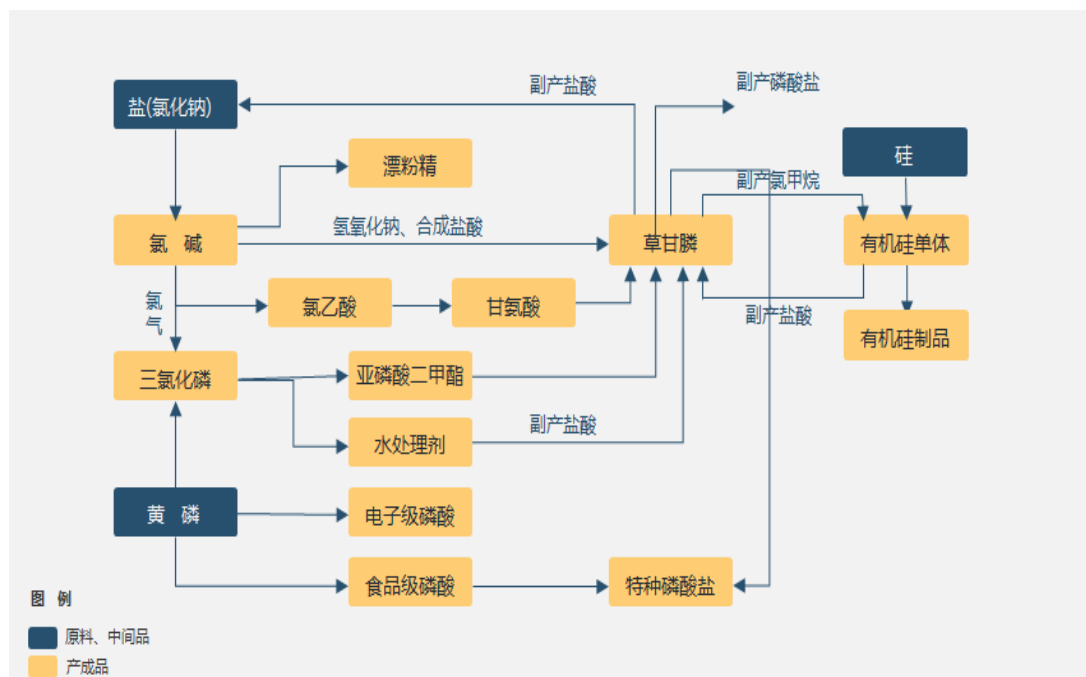 副产盐酸
副产磷酸盐
盐(氯化钠)
硅
漂粉精
副产氯甲烷
氯 碱
氢氧化钠、合成盐酸
草甘膦
有机硅单体
氯
气
氯乙酸
甘氨酸
副产盐酸
有机硅制品
三氯化磷
亚磷酸二甲酯
副产盐酸
水处理剂
黄 磷
电子级磷酸
食品级磷酸
特种磷酸盐
图 例
原料、中间品
产成品